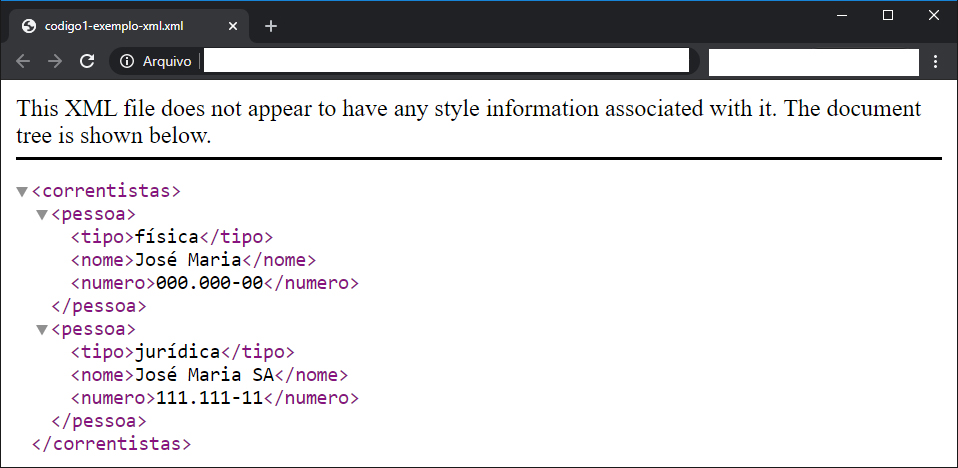 codigo1-exemplo-xml.xml
Arquivo
This XML file does not appear to have any style information associated with it. The document
tree is shown below.
<correntistas>
<pessoa>
<tipo>física</tipo>
<nome>José Maria</nome>
<numero>000.000-00</numero>
</pessoa>
<pessoa>
<tipo>jurídica</tipo>
<nome>José Maria SA</nome>
<numero>111.111-11</numero>
</pessoa>
</correntistas>